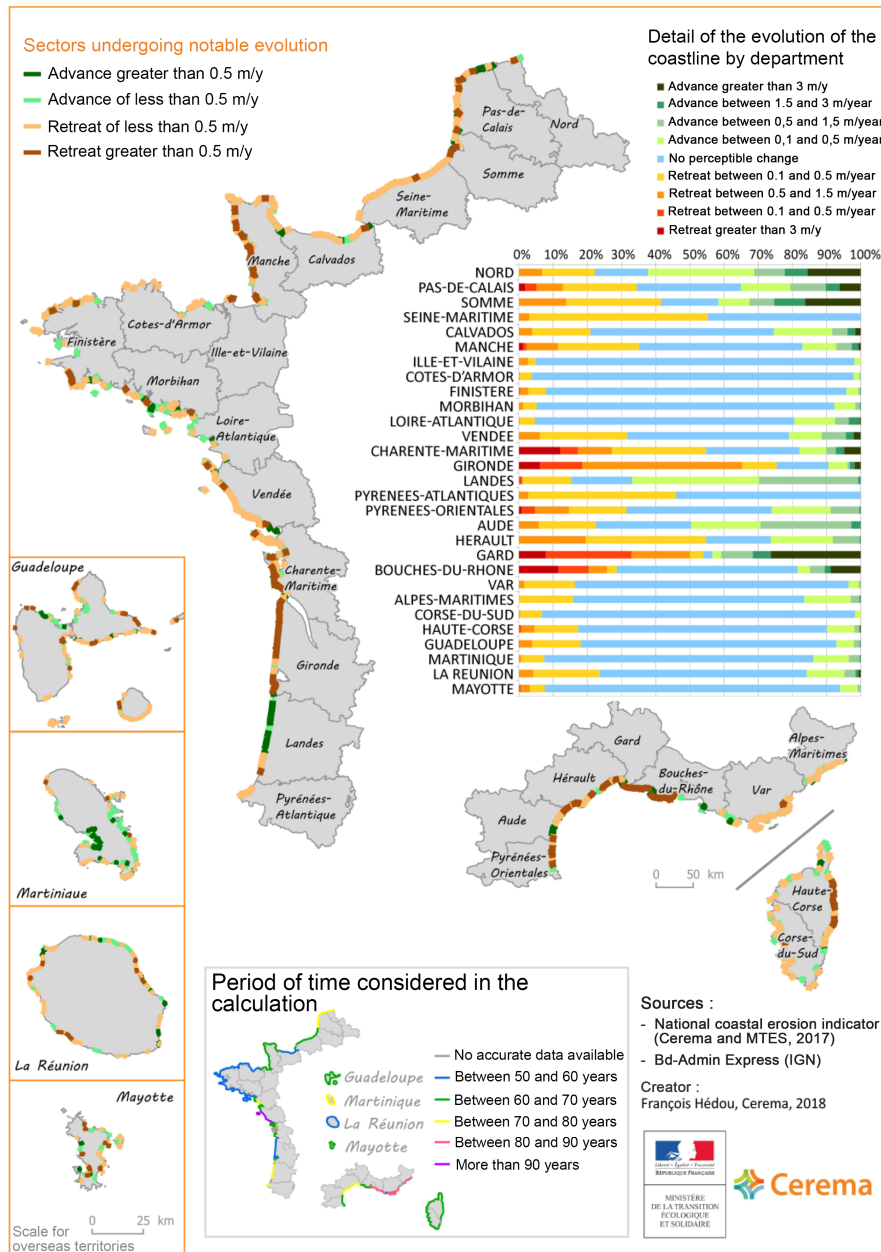 Sectors undergoing notable evolution
Advance greater than 0.5 m/y
Advance of less than 0.5 m/y
Retreat of less than 0.5 m/y
Retreat greater than 0.5 m/y
Detail of the evolution of the
coastline by department
Advance greater than 3 m/y
Advance between 1.5 and 3 m/year
Advance between 0,5 and 1,5 m/year
Advance between 0,1 and 0,5 m/year
No perceptible change
Retreat between 0.1 and 0.5 m/year
Retreat between 0.5 and 1.5 m/year
Retreat between 0.1 and 0.5 m/year
Retreat greater than 3 m/y
Pas-de-
Calais
Nord
Somme
Seine-
Maritime
Manche
Calvados
Cotes-d'Armor
Finistère
Ille-et-Vilaine
Morbihan
Loire-
Atlantique
Vendée
Charente-
Maritime
Gironde
Landes
Pyrénées-
Atlantique
0% 10% 20% 30% 40% 50% 60% 70% 80% 90% 100%
NORD
PAS-DE-CALAIS
SOMME
SEINE-MARITIME
CALVADOS
MANCHE
ILLE-ET-VILAINE
COTES-D'ARMOR
FINISTERE
MORBIHAN
LOIRE-ATLANTIQUE
VENDEE
CHARENTE-MARITIME
GIRONDE
LANDES
PYRENEES-ATLANTIQUES
PYRENEES-ORIENTALES
AUDE
HERAULT
GARD
BOUCHES-DU-RHONE
VAR
ALPES-MARITIMES
CORSE-DU-SUD
HAUTE-CORSE
GUADELOUPE
MARTINIQUE
LA REUNION
MAYOTTE
Guadeloupe
Martinique
La Réunion
Mayotte
Scale for
overseas territories
0 25 km
Gard
Alpes-
Maritimes
Hérault
Bouches-
du-Rhône
Var
Aude
Pyrénées-
Orientales
0 50 km
Haute-
Corse
Corse-
du-Sud
Period of time considered in the
calculation
Guadeloupe
Martinique
La Réunion
Mayotte
No accurate data available
Between 50 and 60 years
Between 60 and 70 years
Between 70 and 80 years
Between 80 and 90 years
More than 90 years
Sources :
- National coastal erosion indicator
(Cerema and MTES, 2017)
- Bd-Admin Express (IGN)
Creator :
François Hédou, Cerema, 2018
Liberté • Égalité • Fraternité
RÉPUBLIQUE FRANÇAISE
MINISTÈRE
DE LA TRANSITION
ÉCOLOGIQUE
ET SOLIDAIRE
Cerema